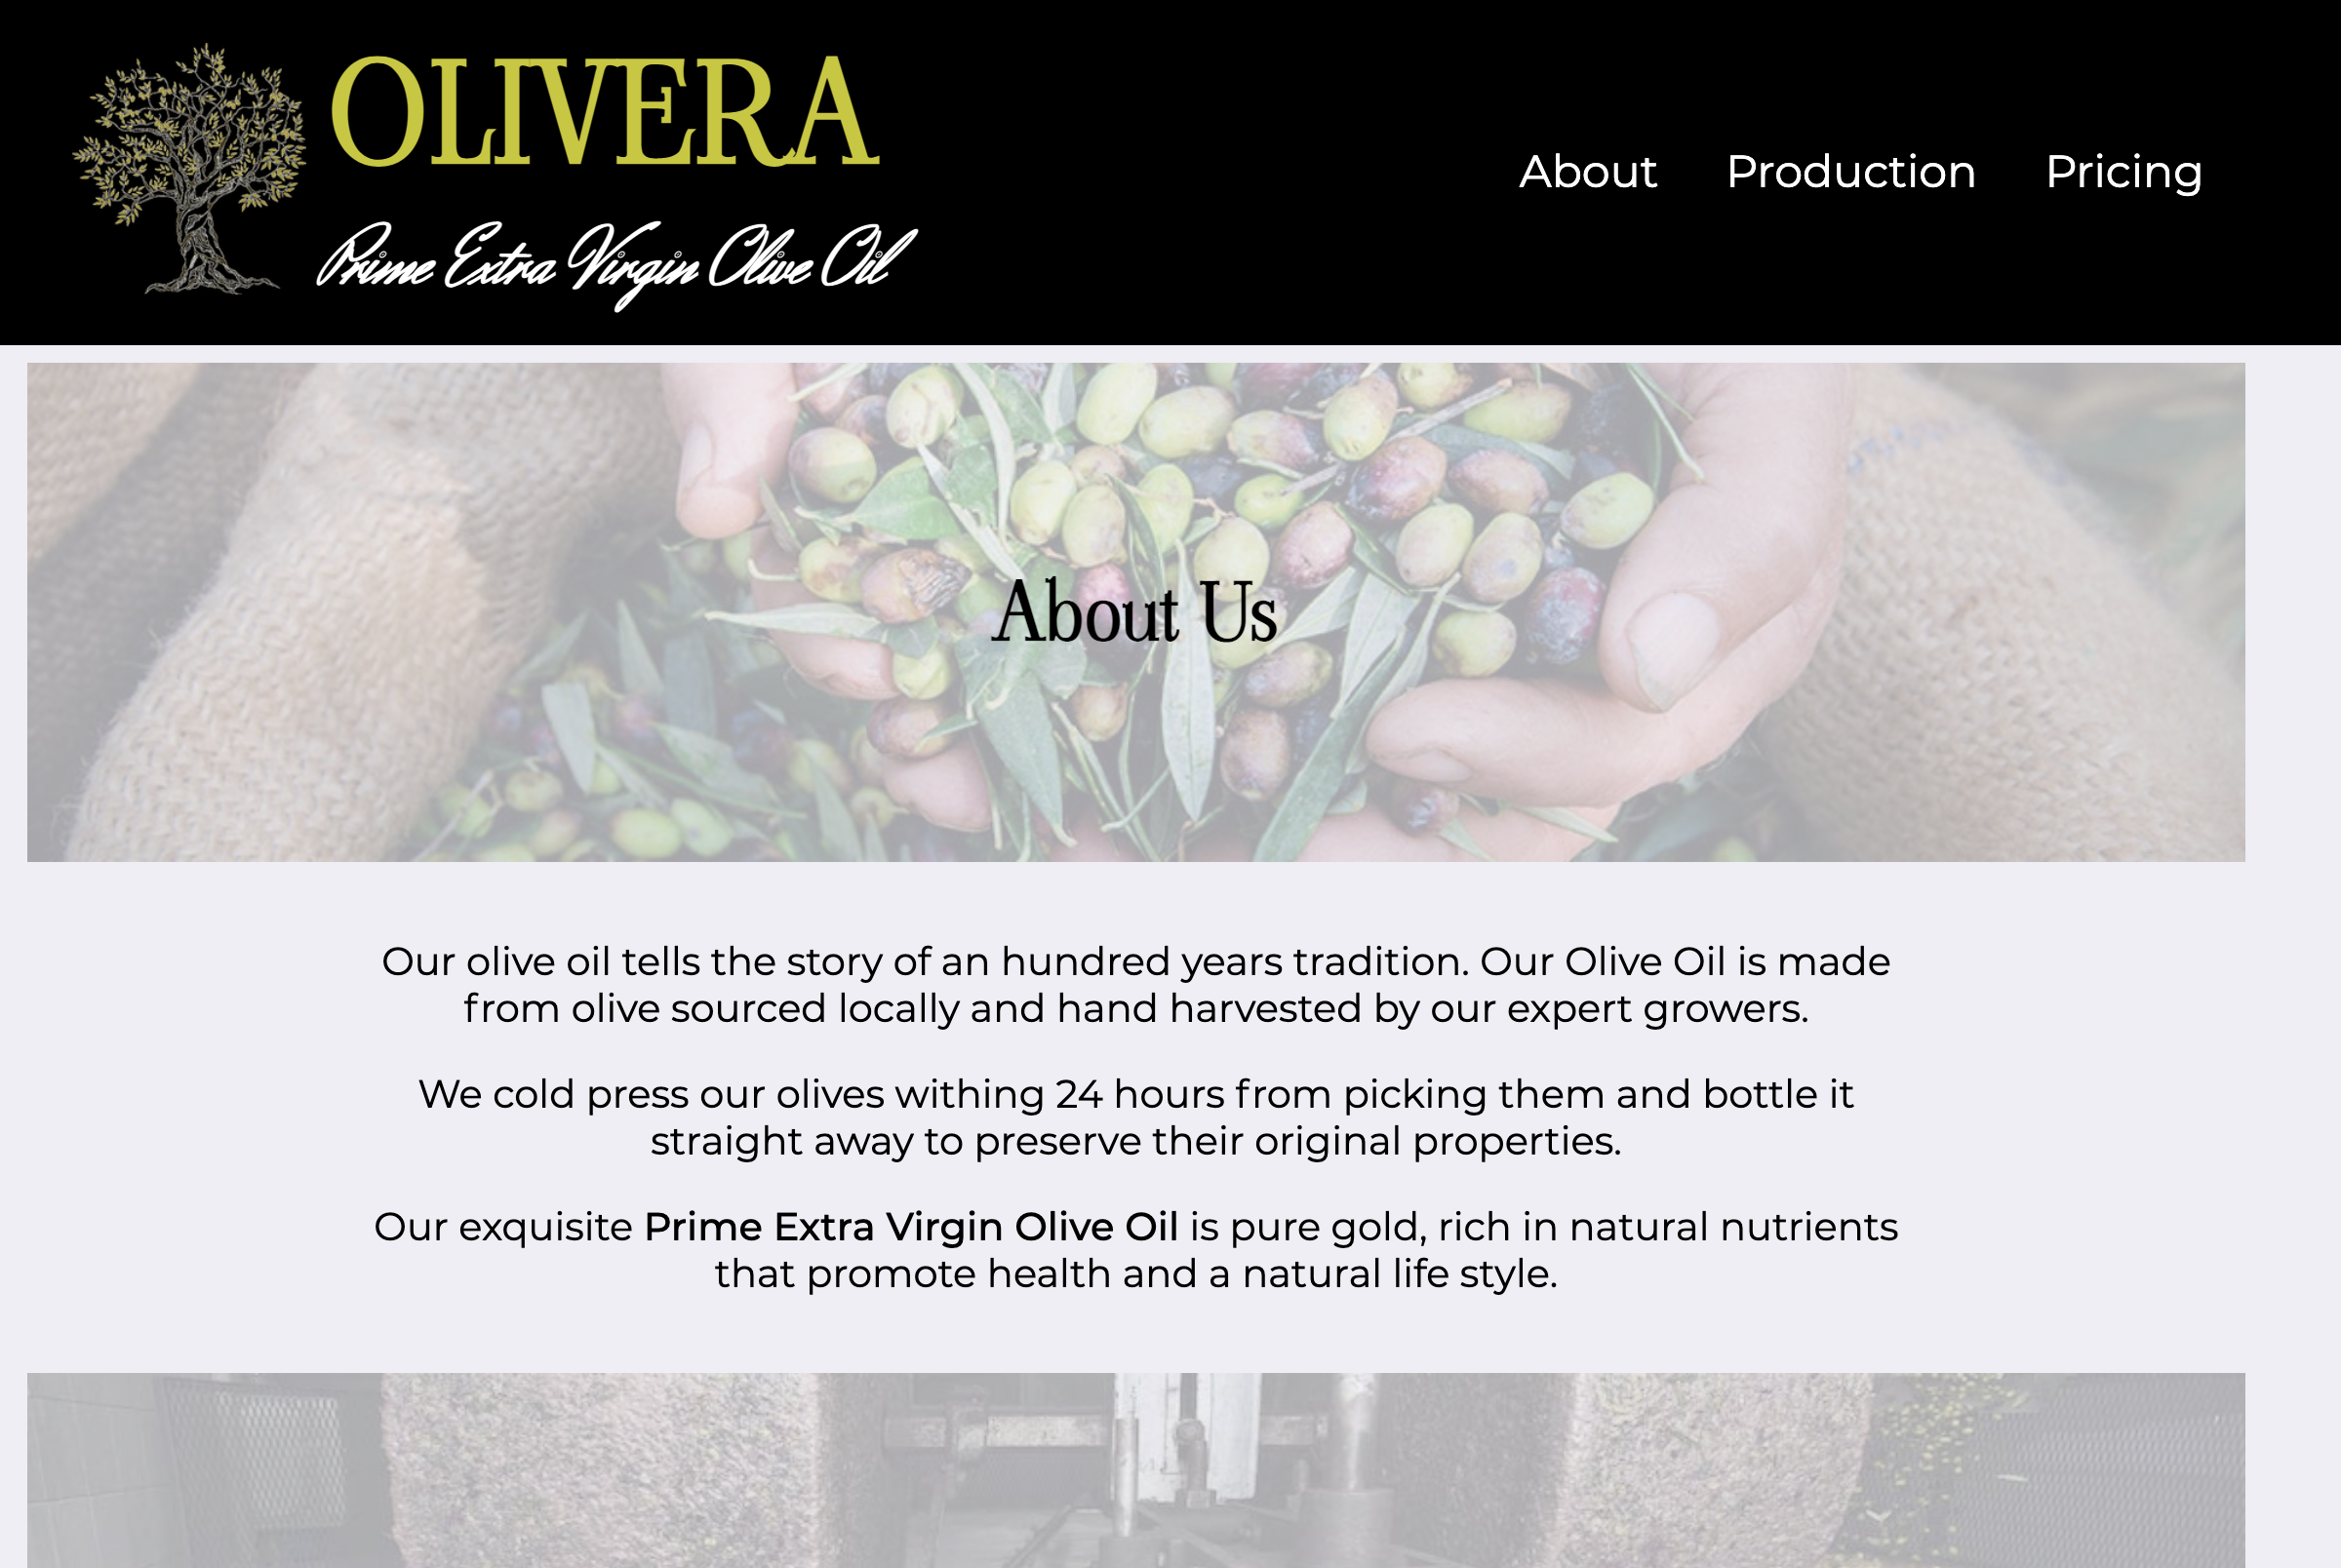 OLIVERA
Prime Extra Virgin Olive Oil
About Production Pricing
About Us
Our olive oil tells the story of an hundred years tradition. Our Olive Oil is made
from olive sourced locally and hand harvested by our expert growers.
We cold press our olives withing 24 hours from picking them and bottle it
straight away to preserve their original properties.
Our exquisite Prime Extra Virgin Olive Oil is pure gold, rich in natural nutrients
that promote health and a natural life style.